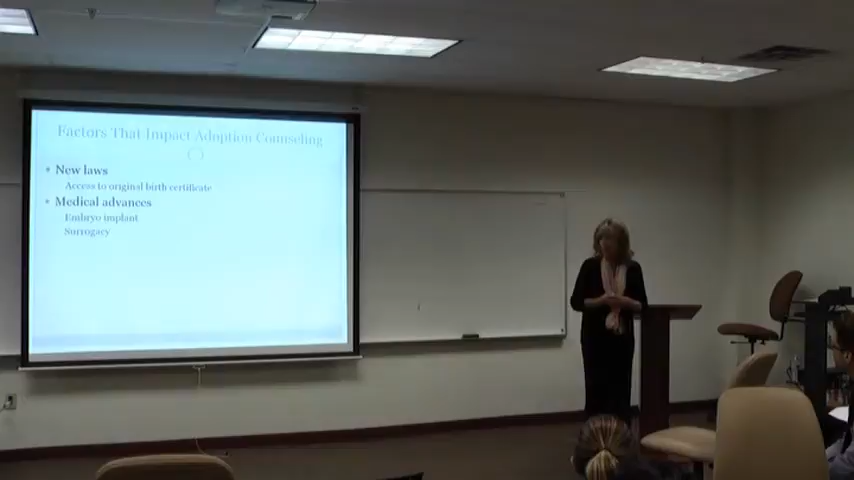 Factors That Impact Adoption Counseling
New laws
Access to original birth certificate
Medical advances
Embryo implant
Surrogacy